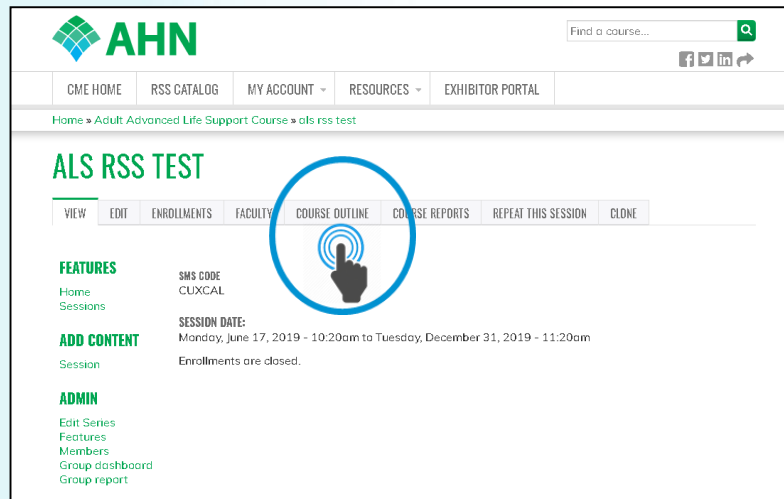 AHN
Find a course...
CME HOME RSS CATALOG MY ACCOUNT RESOURCES EXHIBITOR PORTAL
Home » Adult Advanced Life Support Course » als rss test
ALS RSS TEST
VIEW EDIT ENROLLMENTS FACULTY COURSE OUTLINE COURSE REPORTS REPEAT THIS SESSION CLONE
FEATURES
Home
Sessions
ADD CONTENT
Session
ADMIN
Edit Series
Features
Members
Group dashboard
Group report
SMS CODE
CUXCAL
SESSION DATE:
Monday, June 17, 2019 - 10:20am to Tuesday, December 31, 2019 - 11:20am
Enrollments are closed.